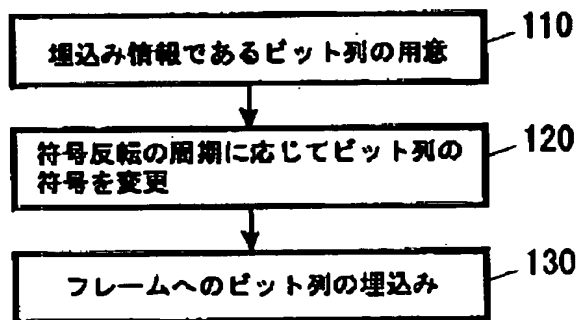 埋込み情報であるビット列の用意
110
符号反転の周期に応じてビット列の
符号を変更
120
フレームへのビット列の埋込み
130